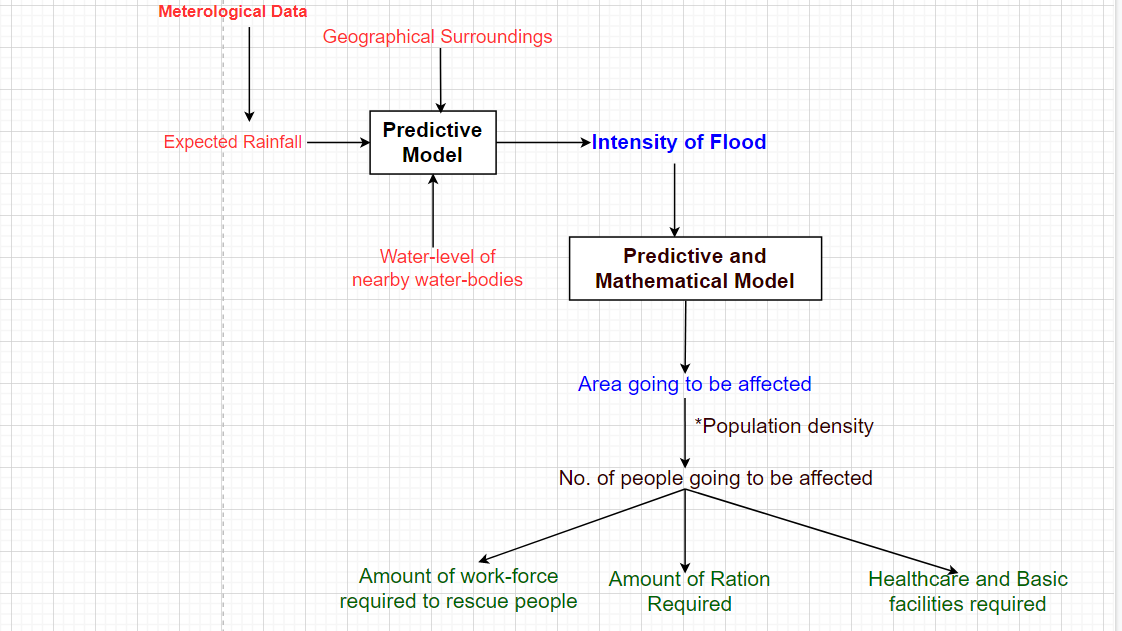 Meterological Data
Geographical Surroundings
Expected Rainfall
Predictive
Model
Intensity of Flood
Water-level of
nearby water-bodies
Predictive and
Mathematical Model
Area going to be affected
*Population density
No. of people going to be affected
Amount of work-force
required to rescue people
Amount of Ration
Required
Healthcare and Basic
facilities required